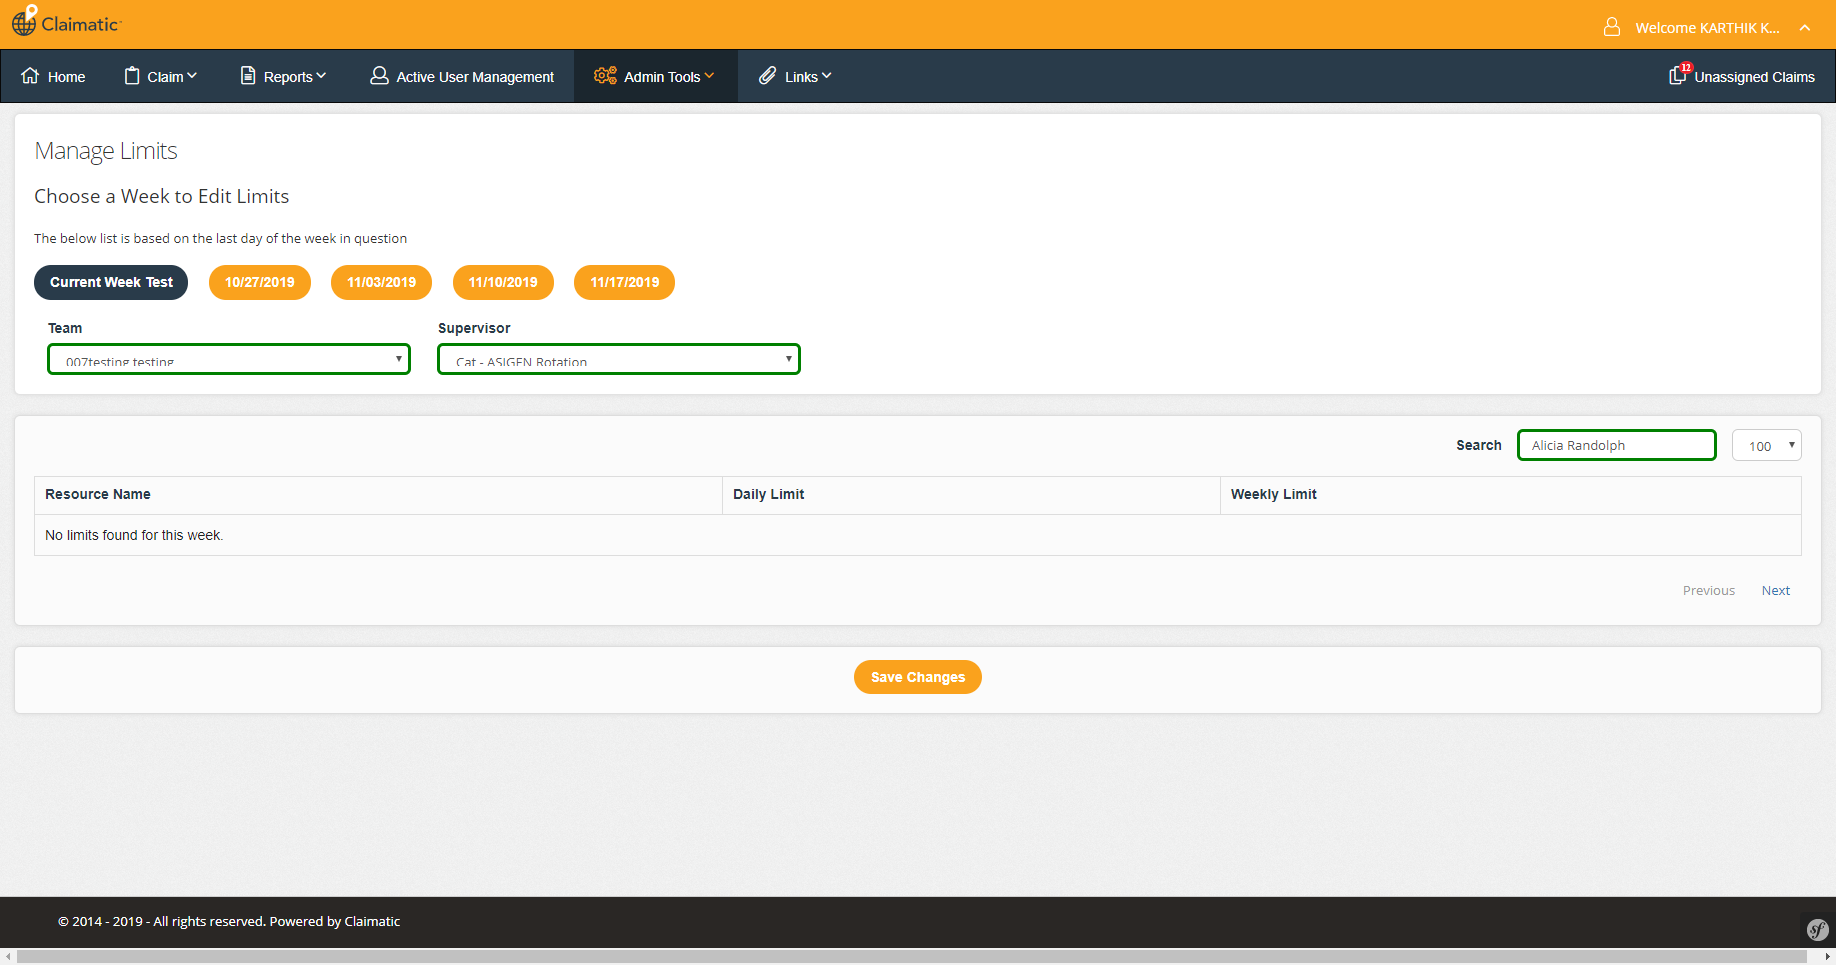 Claimatic
Welcome KARTHIK K...
Home
Claim
Reports
Active User Management
Admin Tools
Links
12
Unassigned Claims
Manage Limits
Choose a Week to Edit Limits
The below list is based on the last day of the week in question
Current Week Test
10/27/2019
11/03/2019
11/10/2019
11/17/2019
Team
Supervisor
007testing testing
Cat - ASIGEN Rotation
Search
Alicia Randolph
100
Resource Name
Daily Limit
Weekly Limit
No limits found for this week.
Previous
Next
Save Changes
© 2014 - 2019 - All rights reserved. Powered by Claimatic
sf